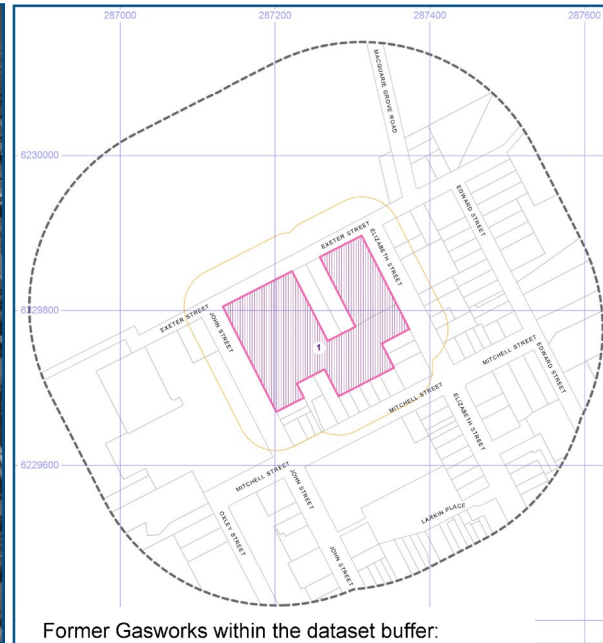 287000 287200 287400 287600
MACQUARIE GROVE ROAD
6230000
EDWARD STREET
EXETER STREET
ELIZABETH STREET
6229800
EXETER STREET
JOHN STREET
1
MITCHELL STREET
EDWARD STREET
MITCHELL STREET
ELIZABETH STREET
6229600
MITCHELL STREET
JOHN STREET
OXLEY STREET
LARKIN PLACE
JOHN STREET
Former Gasworks within the dataset buffer: